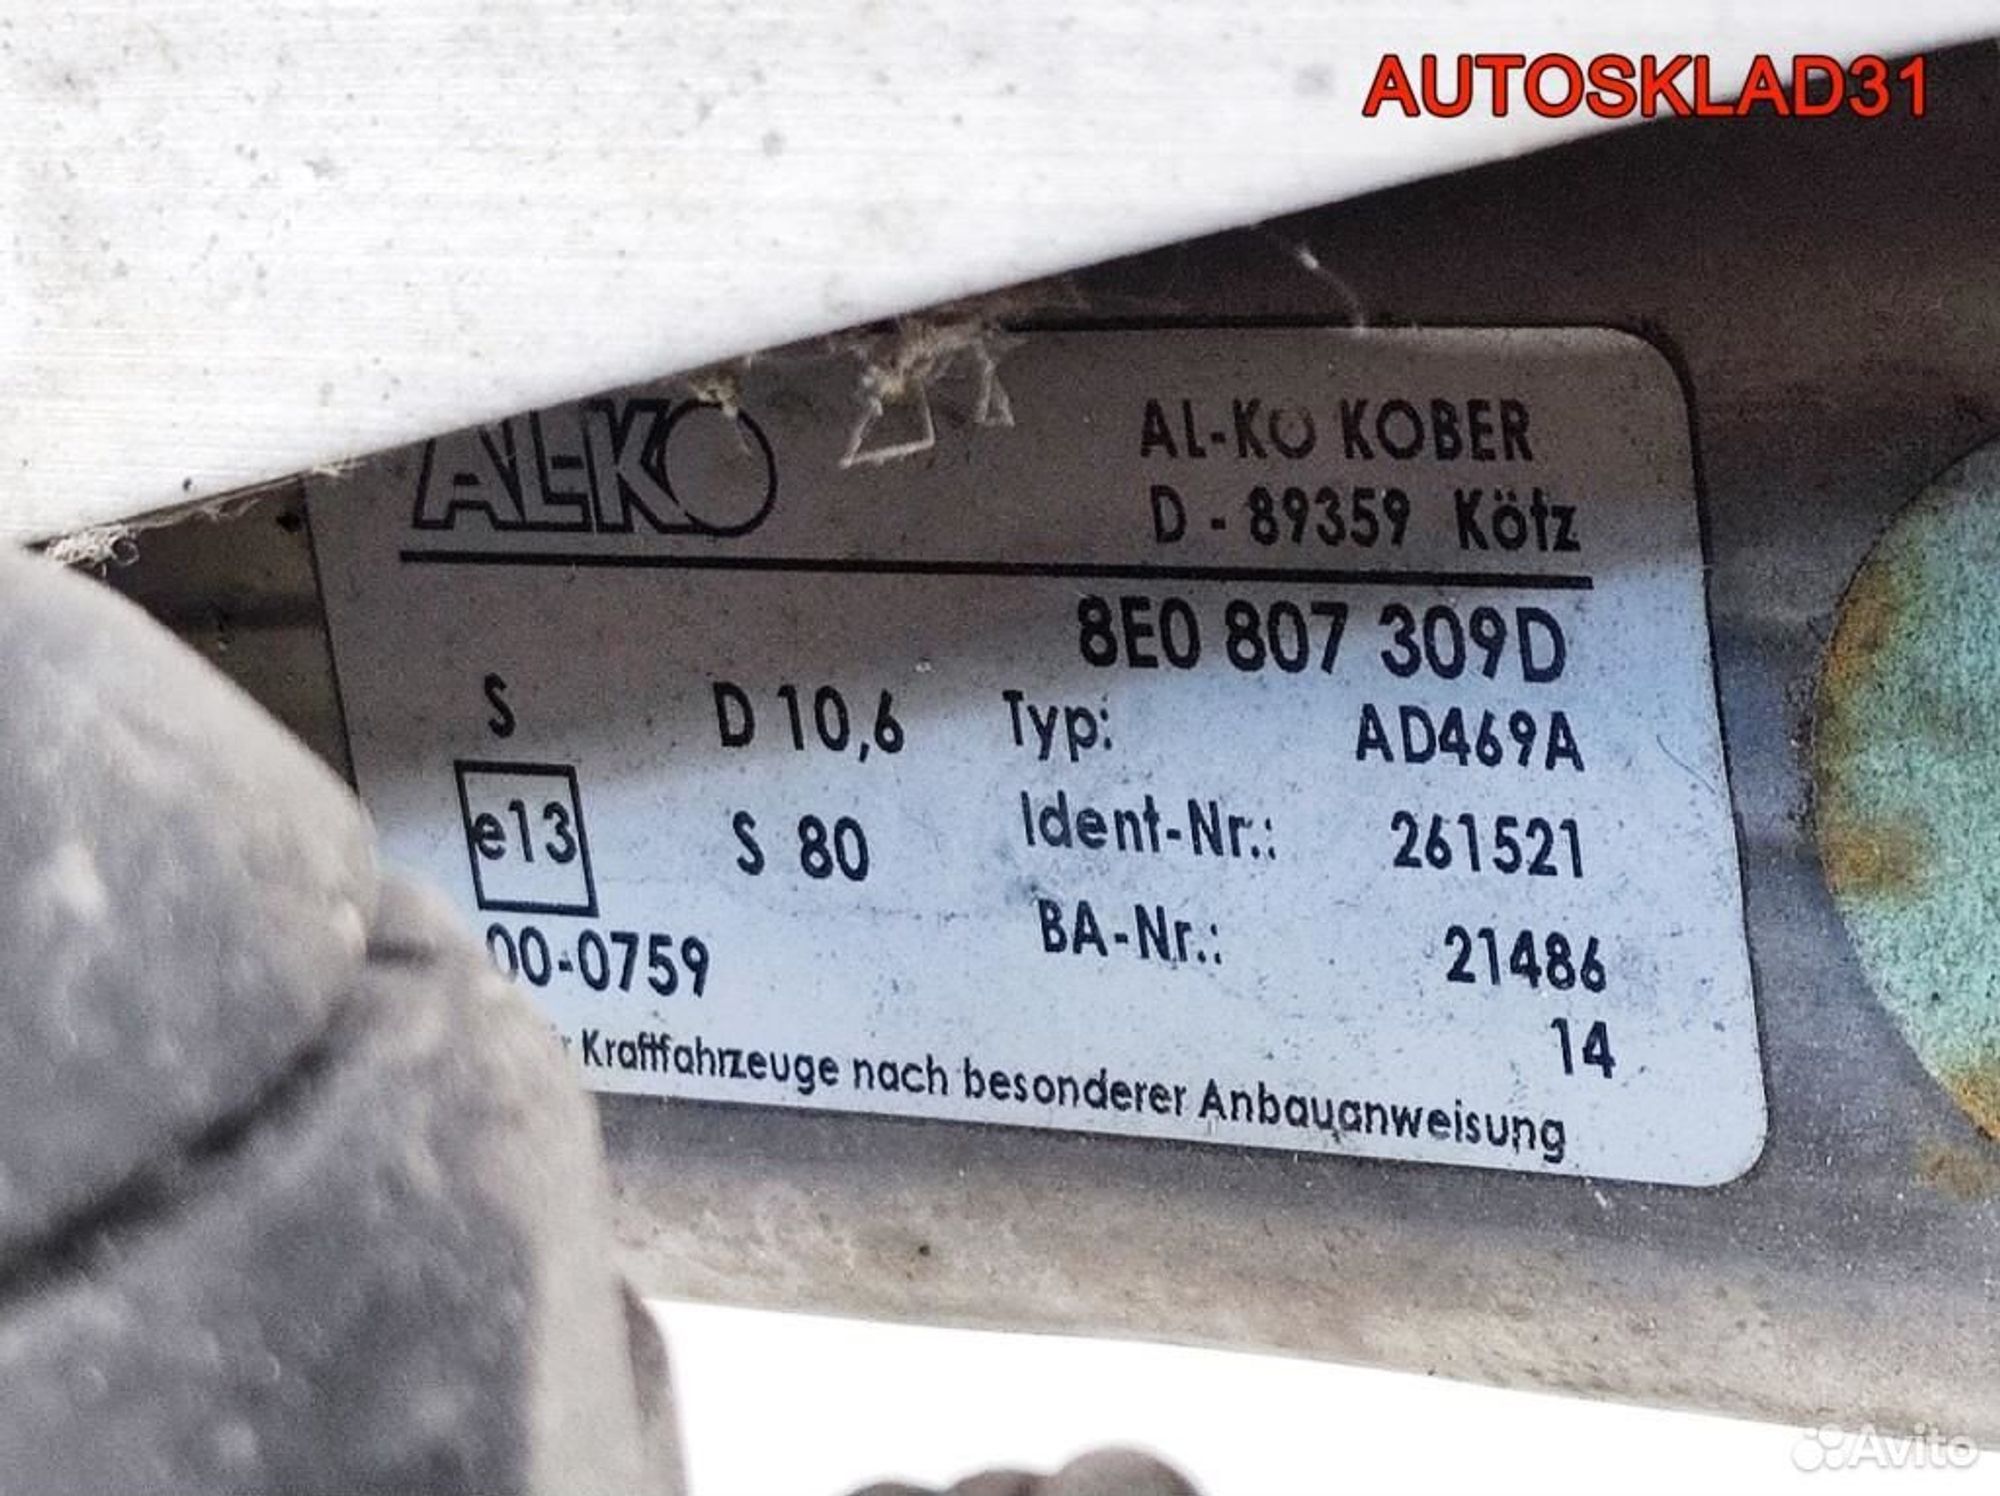 AUTOSKLAD31
AL-KO
AL-KO KOBER
D - 89359 Kötz
8E0 807 309D
S D 10,6 Typ: AD469A
e13 S 80 Ident-Nr.: 261521
00-0759 BA-Nr.: 21486
14
Kraftfahrzeuge nach besonderer Anbauanweisung
Avito